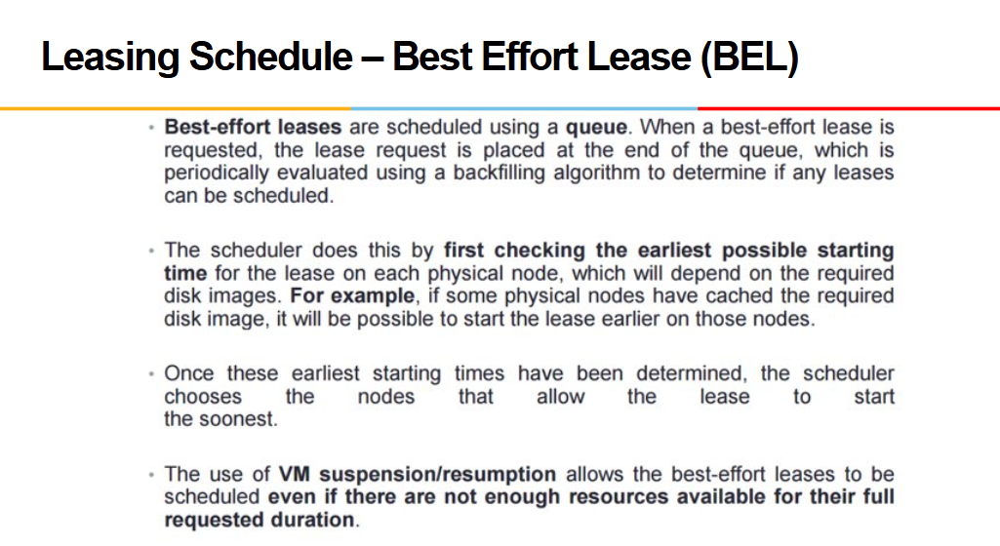 Leasing Schedule – Best Effort Lease (BEL)
• Best-effort leases are scheduled using a queue. When a best-effort lease is
requested, the lease request is placed at the end of the queue, which is
periodically evaluated using a backfilling algorithm to determine if any leases
can be scheduled.
• The scheduler does this by first checking the earliest possible starting
time for the lease on each physical node, which will depend on the required
disk images. For example, if some physical nodes have cached the required
disk image, it will be possible to start the lease earlier on those nodes.
• Once these earliest starting times have been determined, the scheduler
chooses the nodes that allow the lease to start
the soonest.
• The use of VM suspension/resumption allows the best-effort leases to be
scheduled even if there are not enough resources available for their full
requested duration.